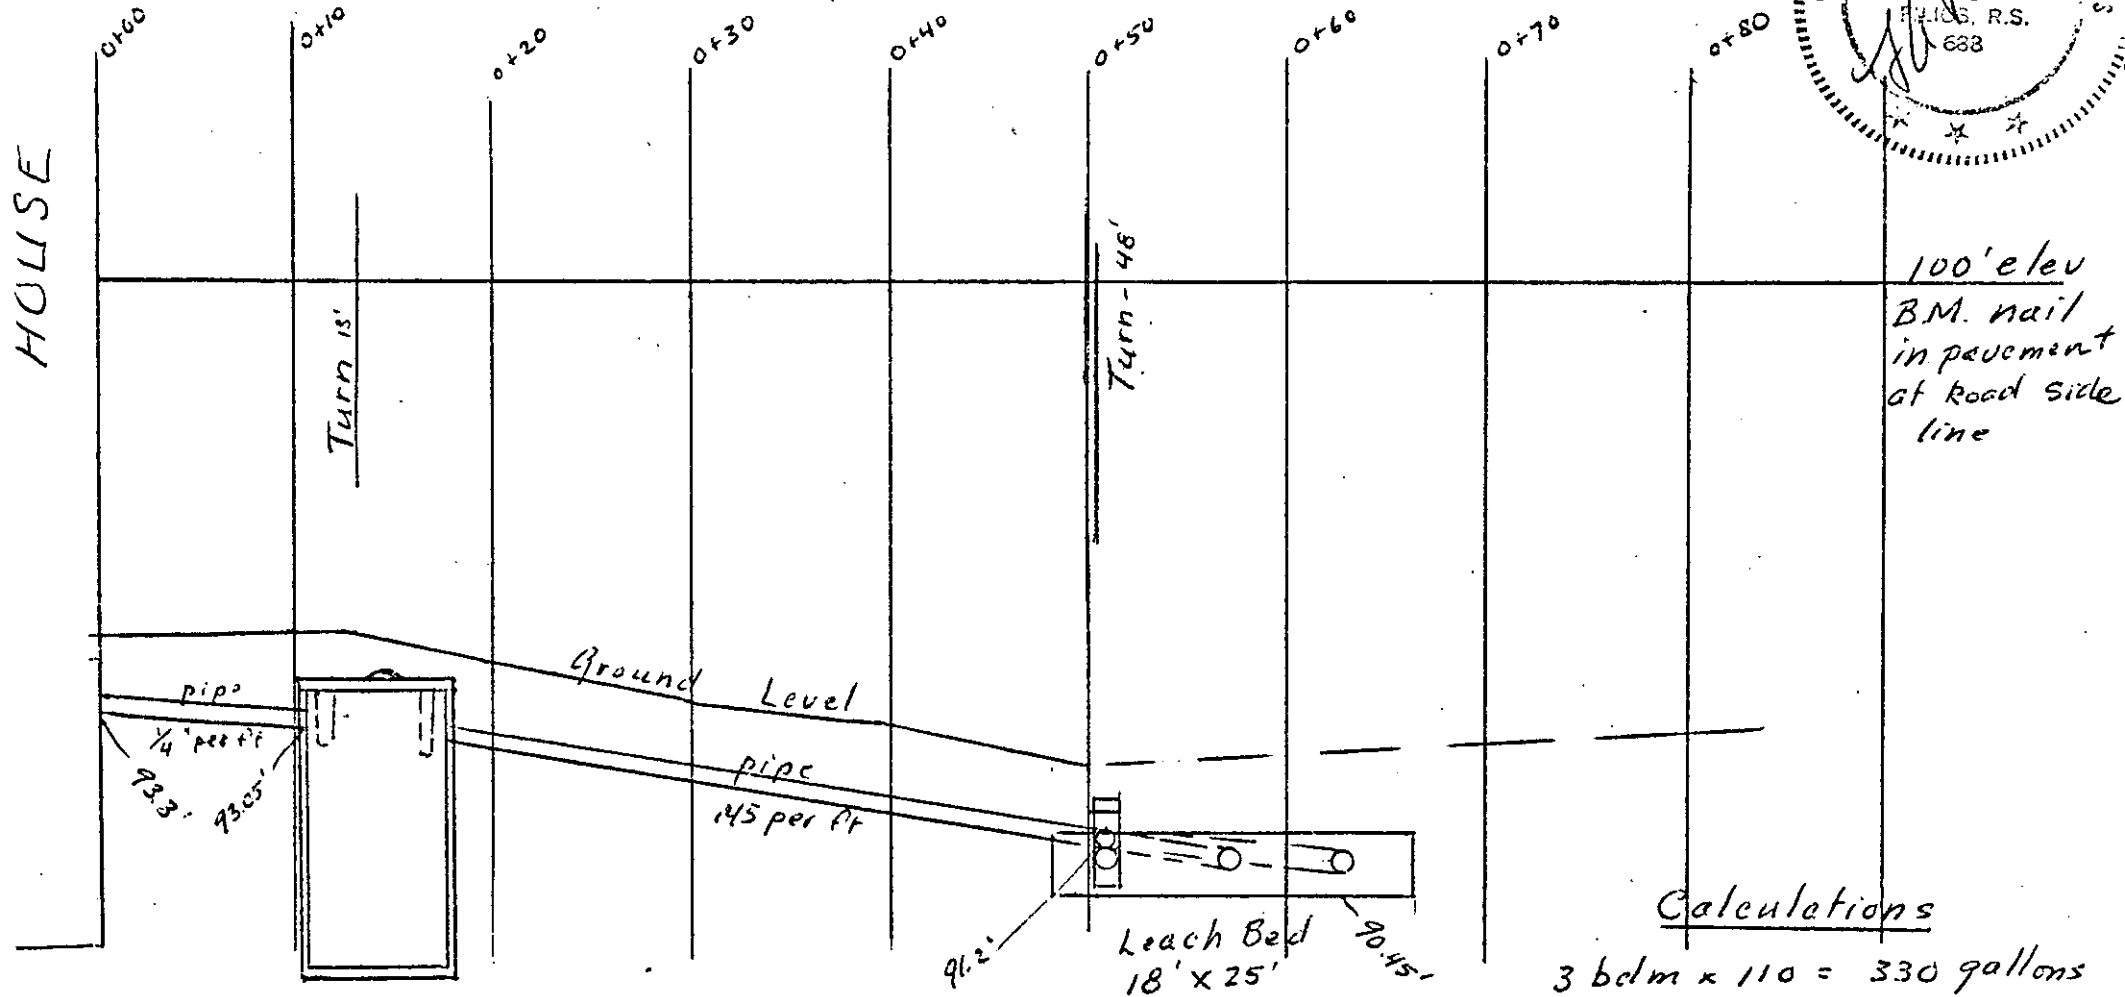 0+00
0+10
0+20
0+30
0+40
0+50
0+60
0+70
0+80
R.S.
683
HOUSE
Turn 13'
Turn - 48'
100' elev
B.M. nail
in pavement
at Road side
line
Ground Level
pipe
1/4" per ft
93.3'
93.05'
pipe
.45 per ft
91.2'
Leach Bed
18' x 25'
90.45'
Calculations
3 bdm x 110 = 330 gallons